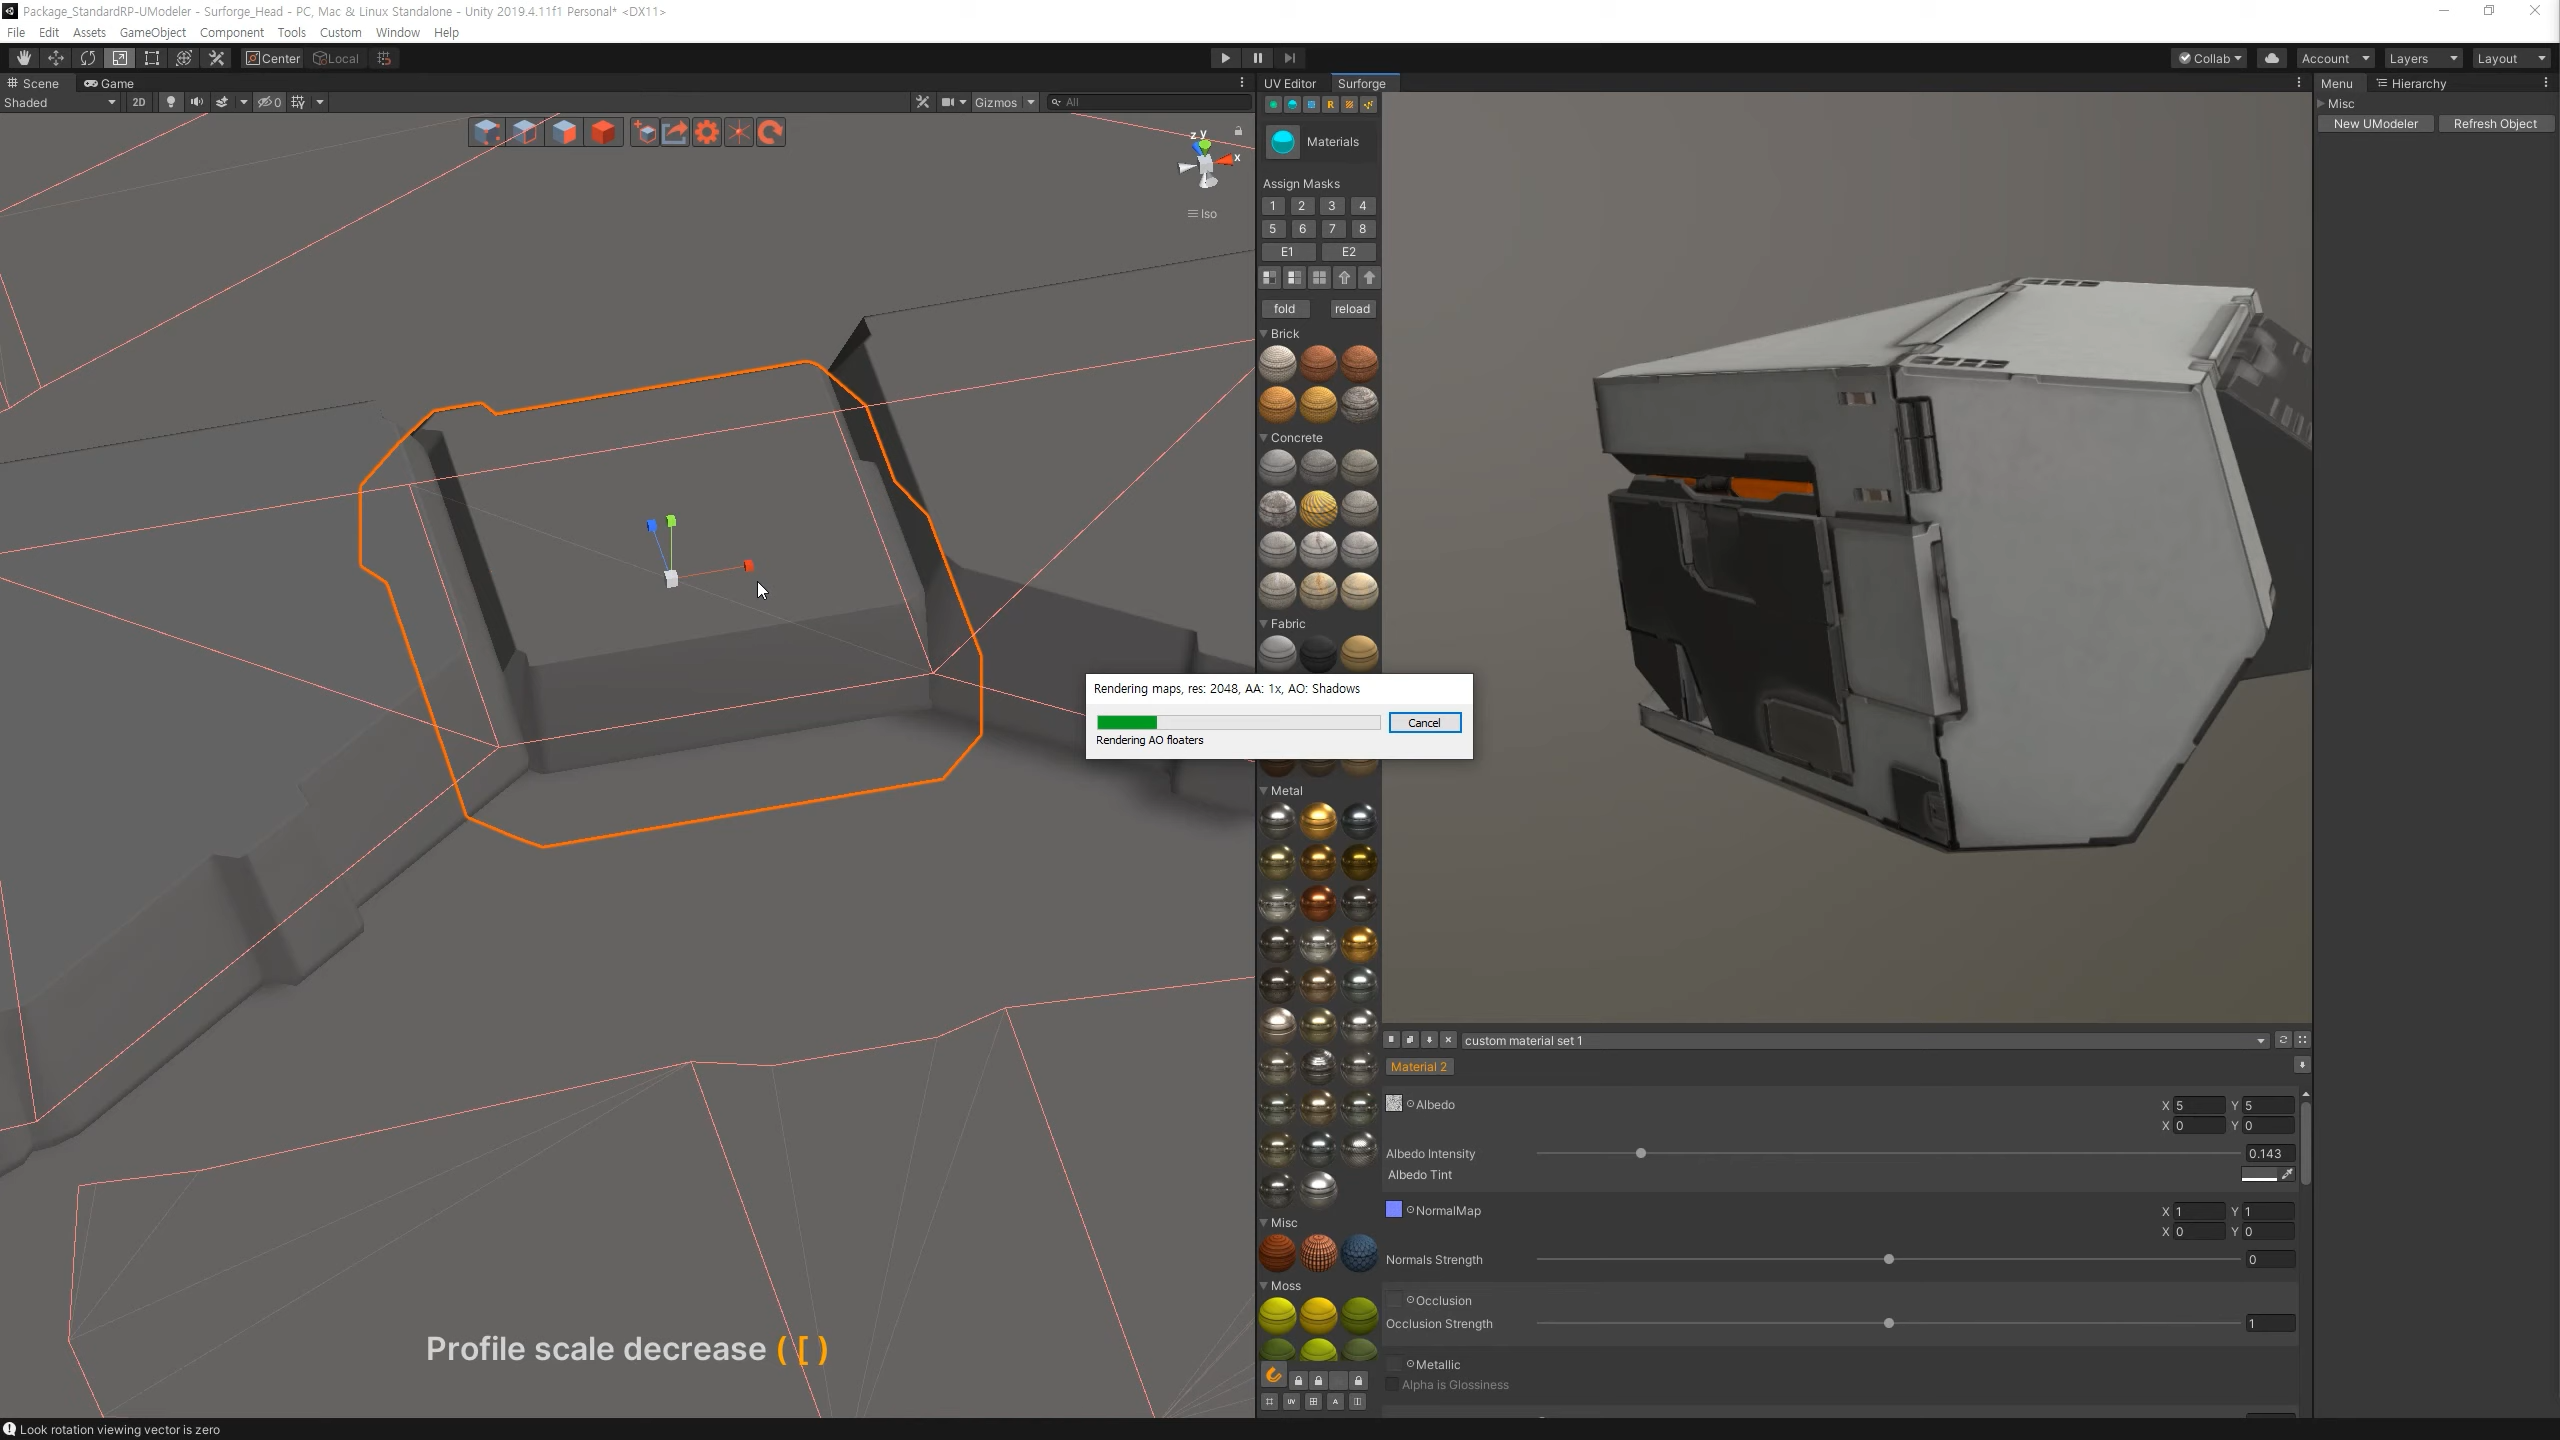 Package_StandardRP-UModeler - Surforge_Head - PC, Mac & Linux Standalone - Unity 2019.4.11f1 Personal* <DX11>
File Edit Assets GameObject Component Tools Custom Window Help
Center Local
Collab Account Layers Layout
Scene Game
Shaded 2D 0 Gizmos All
UV Editor Surforge
Menu Hierarchy
Misc
New UModeler Refresh Object
z y x
Iso
R
Materials
Assign Masks
1 2 3 4
5 6 7 8
E1 E2
fold reload
Brick
Concrete
Fabric
Rendering maps, res: 2048, AA: 1x, AO: Shadows
Cancel
Rendering AO floaters
Metal
Misc
Moss
UV A
custom material set 1
Material 2
Albedo X 5 Y 5
X 0 Y 0
Albedo Intensity 0.143
Albedo Tint
NormalMap X 1 Y 1
X 0 Y 0
Normals Strength 0
Occlusion
Occlusion Strength 1
Metallic
Alpha is Glossiness
Profile scale decrease ( [ )
Look rotation viewing vector is zero